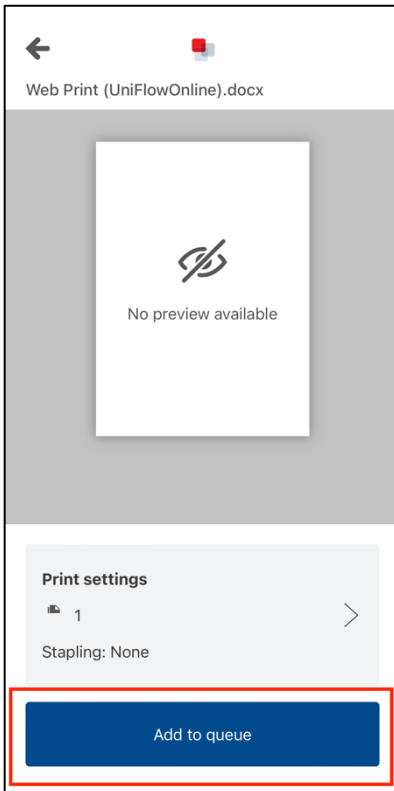 Web Print (UniFlowOnline).docx
No preview available
Print settings
1
Stapling: None
Add to queue